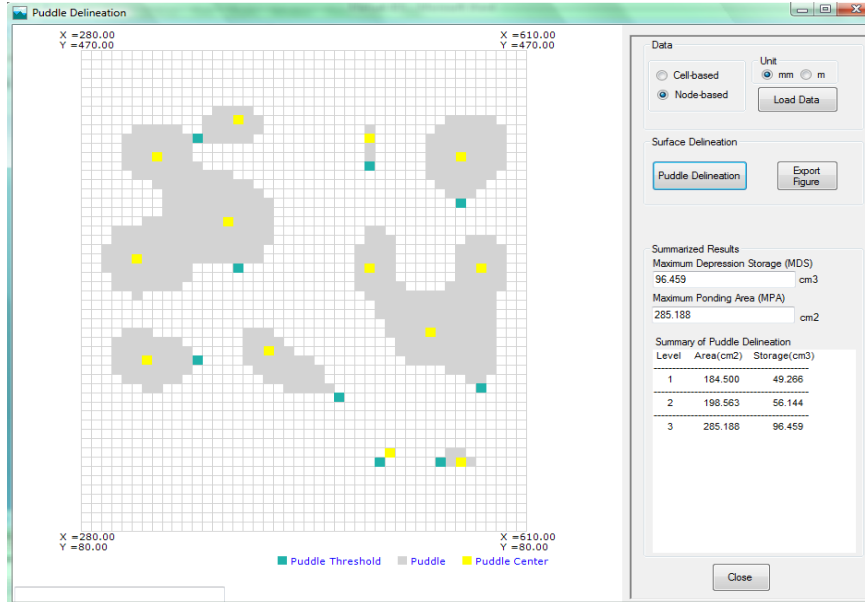 Puddle Delineation
X =280.00
Y =470.00
X =610.00
Y =470.00
X =280.00
Y =80.00
X =610.00
Y =80.00
Puddle Threshold Puddle Puddle Center
Data
Cell-based
Node-based
Unit
mm m
Load Data
Surface Delineation
Puddle Delineation
Export
Figure
Summarized Results
Maximum Depression Storage (MDS)
96.459 cm3
Maximum Ponding Area (MPA)
285.188 cm2
Summary of Puddle Delineation
Level Area(cm2) Storage(cm3)
1 184.500 49.266
2 198.563 56.144
3 285.188 96.459
Close